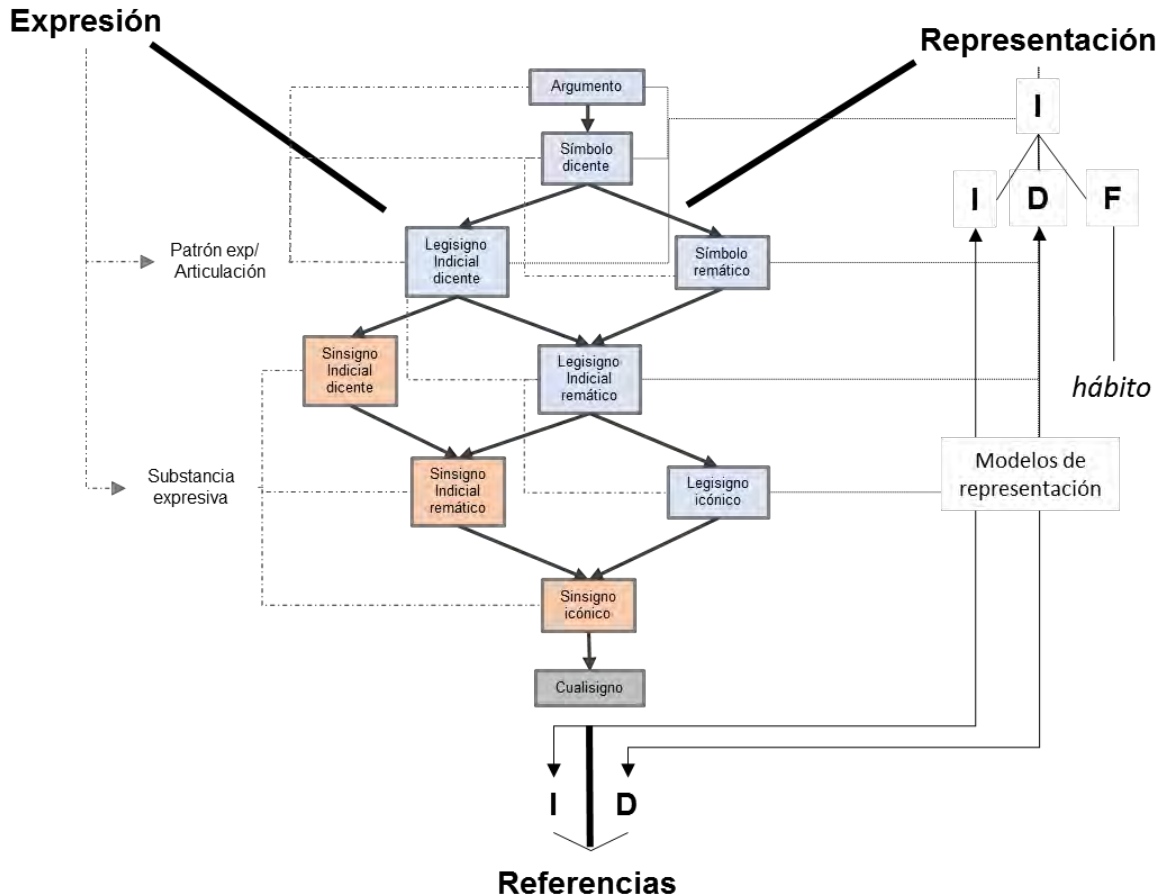 Expresión
Representación
Argumento
I
Símbolo
dicente
I
D
F
Patrón exp/
Articulación
Legisigno
Indicial
dicente
Símbolo
remático
Sinsigno
Indicial
dicente
Legisigno
Indicial
remático
hábito
Substancia
expresiva
Sinsigno
Indicial
remático
Legisigno
icónico
Modelos de
representación
Sinsigno
icónico
Cualisigno
I
D
Referencias